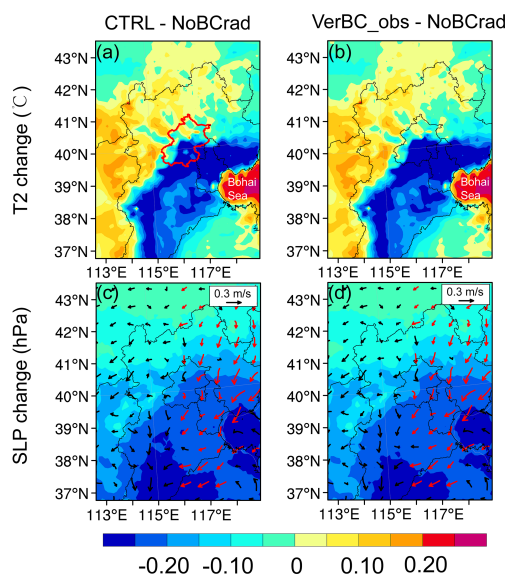 CTRL - NoBCrad
VerBC_obs - NoBCrad
T2 change (℃)
(a)
43°N
42°N
41°N
40°N
39°N
38°N
37°N
Bohai
Sea
113°E 115°E 117°E
(b)
43°N
42°N
41°N
40°N
39°N
38°N
37°N
Bohai
Sea
113°E 115°E 117°E
SLP change (hPa)
(c)
0.3 m/s
43°N
42°N
41°N
40°N
39°N
38°N
37°N
113°E 115°E 117°E
(d)
0.3 m/s
43°N
42°N
41°N
40°N
39°N
38°N
37°N
113°E 115°E 117°E
-0.20 -0.10 0 0.10 0.20